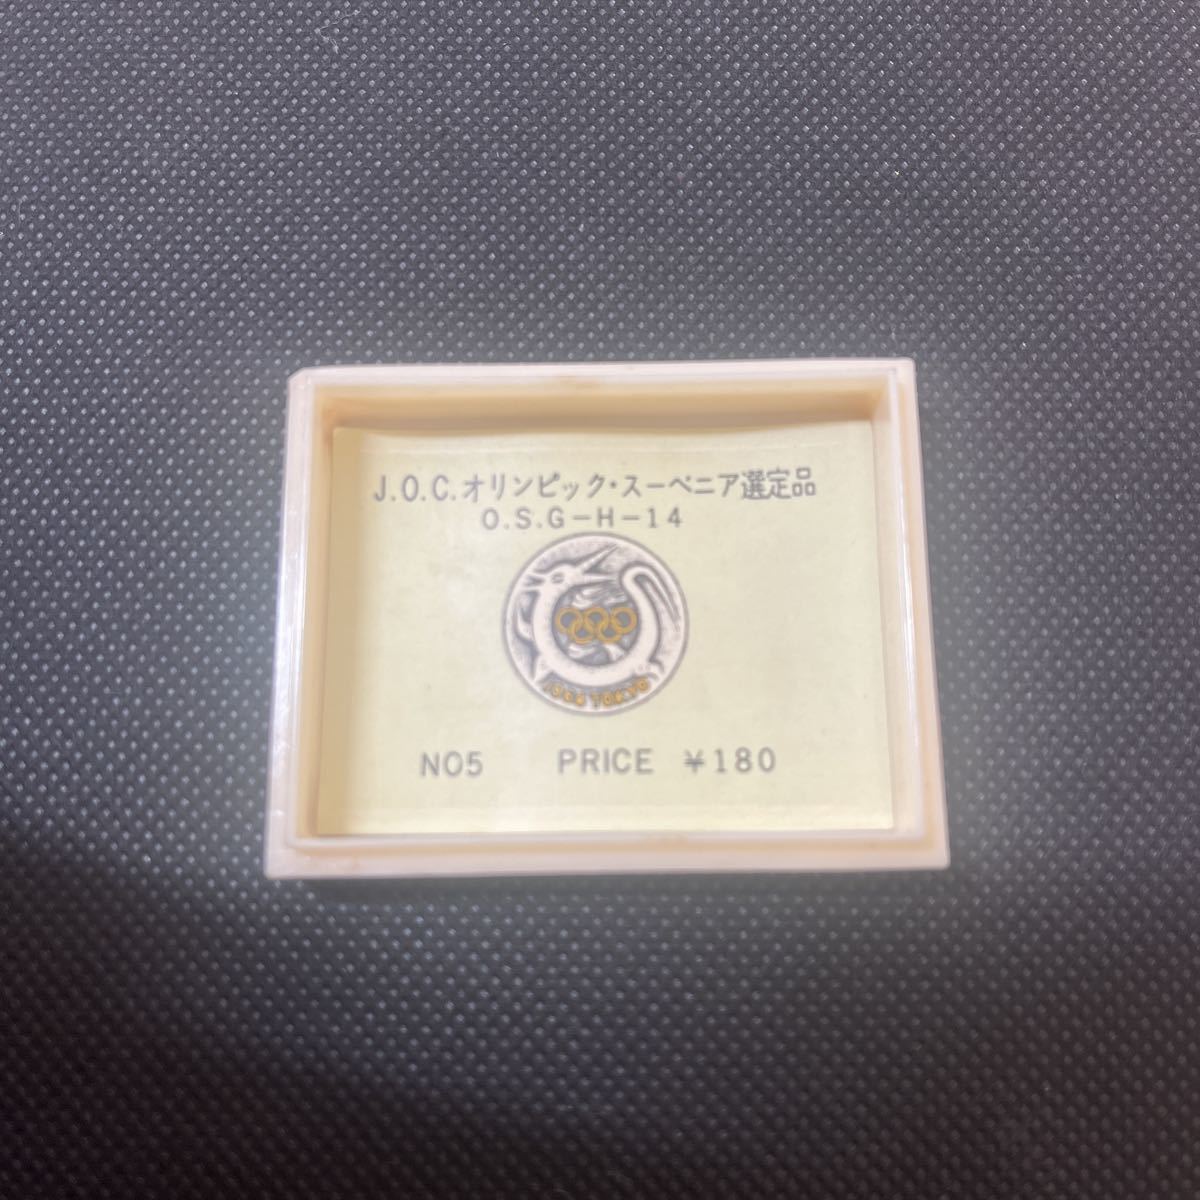 J.O.C.オリンピック・スーベニア選定品
O.S.G-H-14
1964 TOKYO
NO5 PRICE ¥180